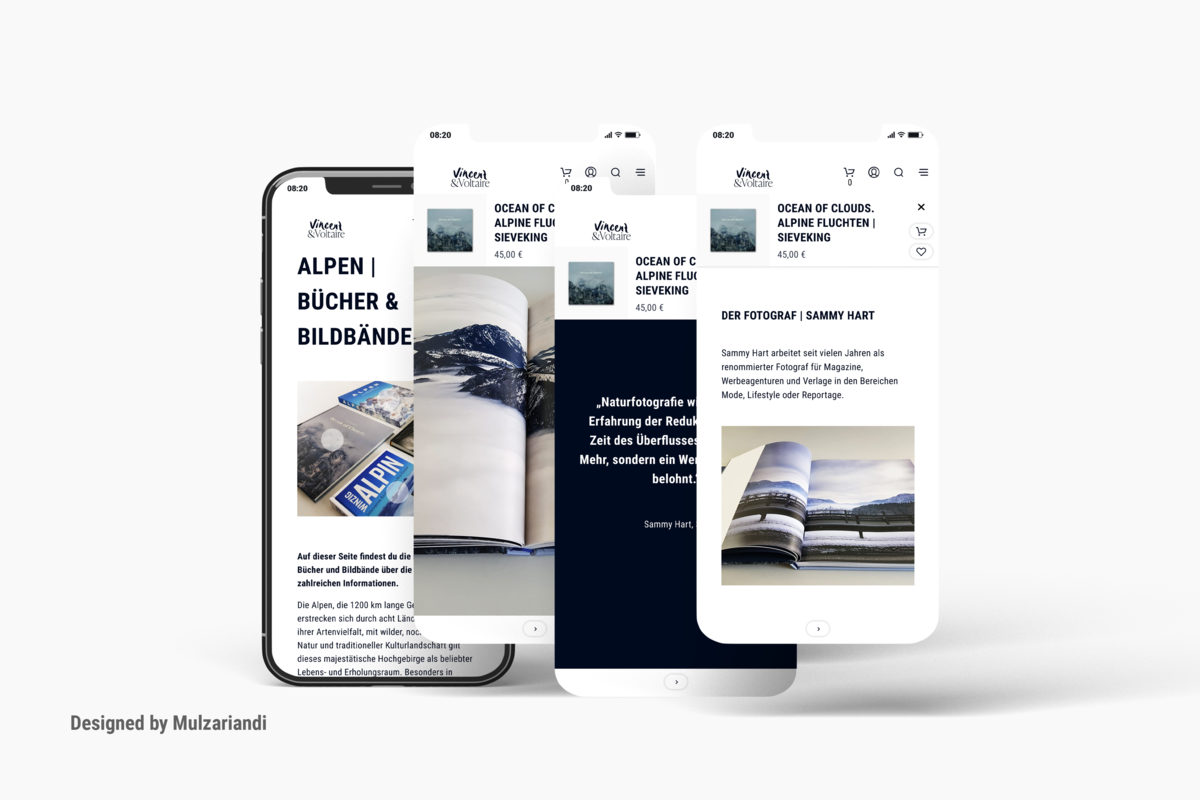 08:20
Vincent
&Voltaire
ALPEN |
BÜCHER &
BILDBÄNDE
ALPEN
ALPIN
WINZIG
Auf dieser Seite findest du die
Bücher und Bildbände über die
zahlreichen Informationen.
Die Alpen, die 1200 km lange
erstrecken sich durch acht
ihrer Artenvielfalt, mit wilder,
Natur und traditioneller Kulturlandschaft gilt
dieses majestätische Hochgebirge als beliebter
Lebens- und Erholungsraum. Besonders in
08:20
Vincent
&Voltaire
OCEAN OF C
ALPINE FLUC
SIEVEKING
45,00 €
08:20
Vincent
&Voltaire
OCEAN OF C
ALPINE FLUC
SIEVEKING
45,00 €
„Naturfotografie w
Erfahrung der Reduk
Zeit des Überflusses
Mehr, sondern ein Wer
belohnt.“
Sammy Hart,
08:20
Vincent
&Voltaire
0
OCEAN OF CLOUDS.
ALPINE FLUCHTEN |
SIEVEKING
45,00 €
DER FOTOGRAF | SAMMY HART
Sammy Hart arbeitet seit vielen Jahren als
renommierter Fotograf für Magazine,
Werbeagenturen und Verlage in den Bereichen
Mode, Lifestyle oder Reportage.
Designed by Mulzariandi